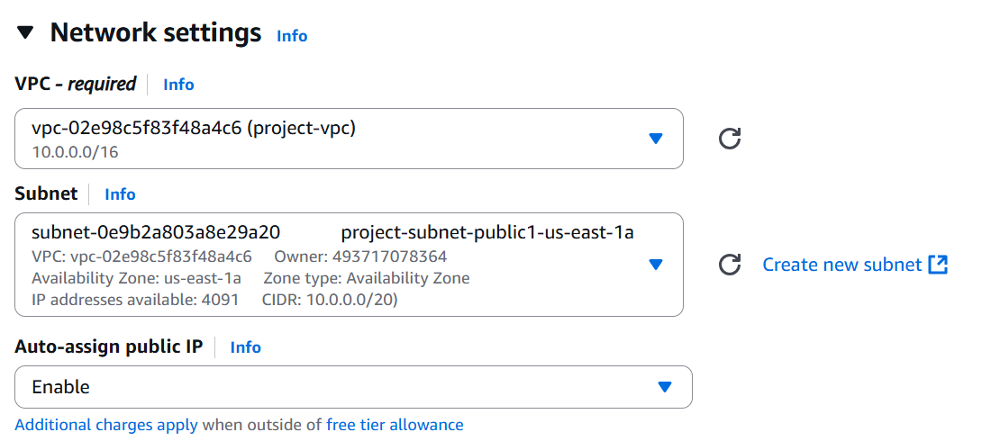 Network settings Info
VPC - required Info
vpc-02e98c5f83f48a4c6 (project-vpc)
10.0.0.0/16
Subnet Info
subnet-0e9b2a803a8e29a20 project-subnet-public1-us-east-1a
VPC: vpc-02e98c5f83f48a4c6 Owner: 493717078364
Availability Zone: us-east-1a Zone type: Availability Zone
IP addresses available: 4091 CIDR: 10.0.0.0/20)
Create new subnet
Auto-assign public IP Info
Enable
Additional charges apply when outside of free tier allowance